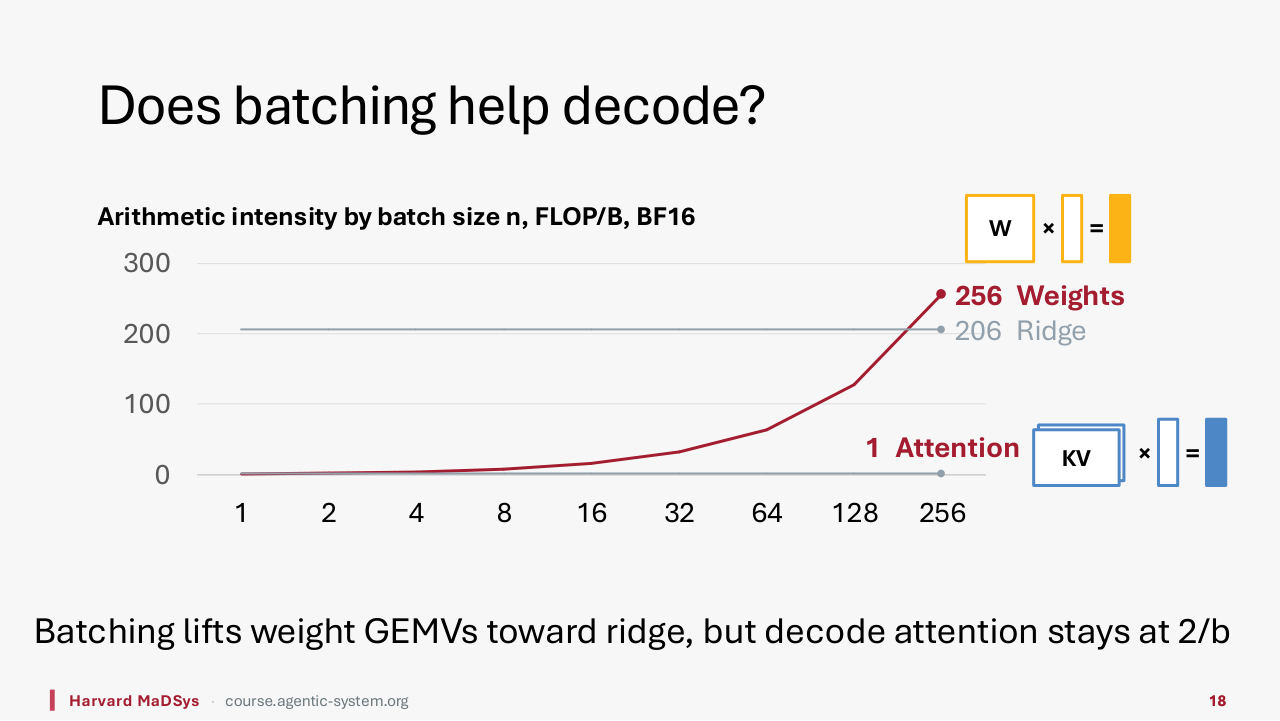 Does batching help decode?
Arithmetic intensity by batch size n, FLOP/B, BF16
W × =
300
256 Weights
206 Ridge
200
100
1 Attention
KV × =
0
1 2 4 8 16 32 64 128 256
Batching lifts weight GEMVs toward ridge, but decode attention stays at 2/b
Harvard MaDSys · course.agentic-system.org
18